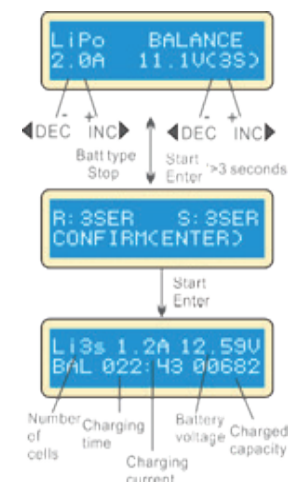 LiPo BALANCE
2.0A 11.1V(3S)
- + - +
◀DEC INC▶ ◀DEC INC▶
Batt type
Stop
Start
Enter
>3 seconds
R:3SER S:3SER
CONFIRM(ENTER)
Start
Enter
Li3s 1.2A 12.59V
BAL 022:43 00682
Number
of
cells
Charging
time
Charging
current
Battery
voltage
Charged
capacity